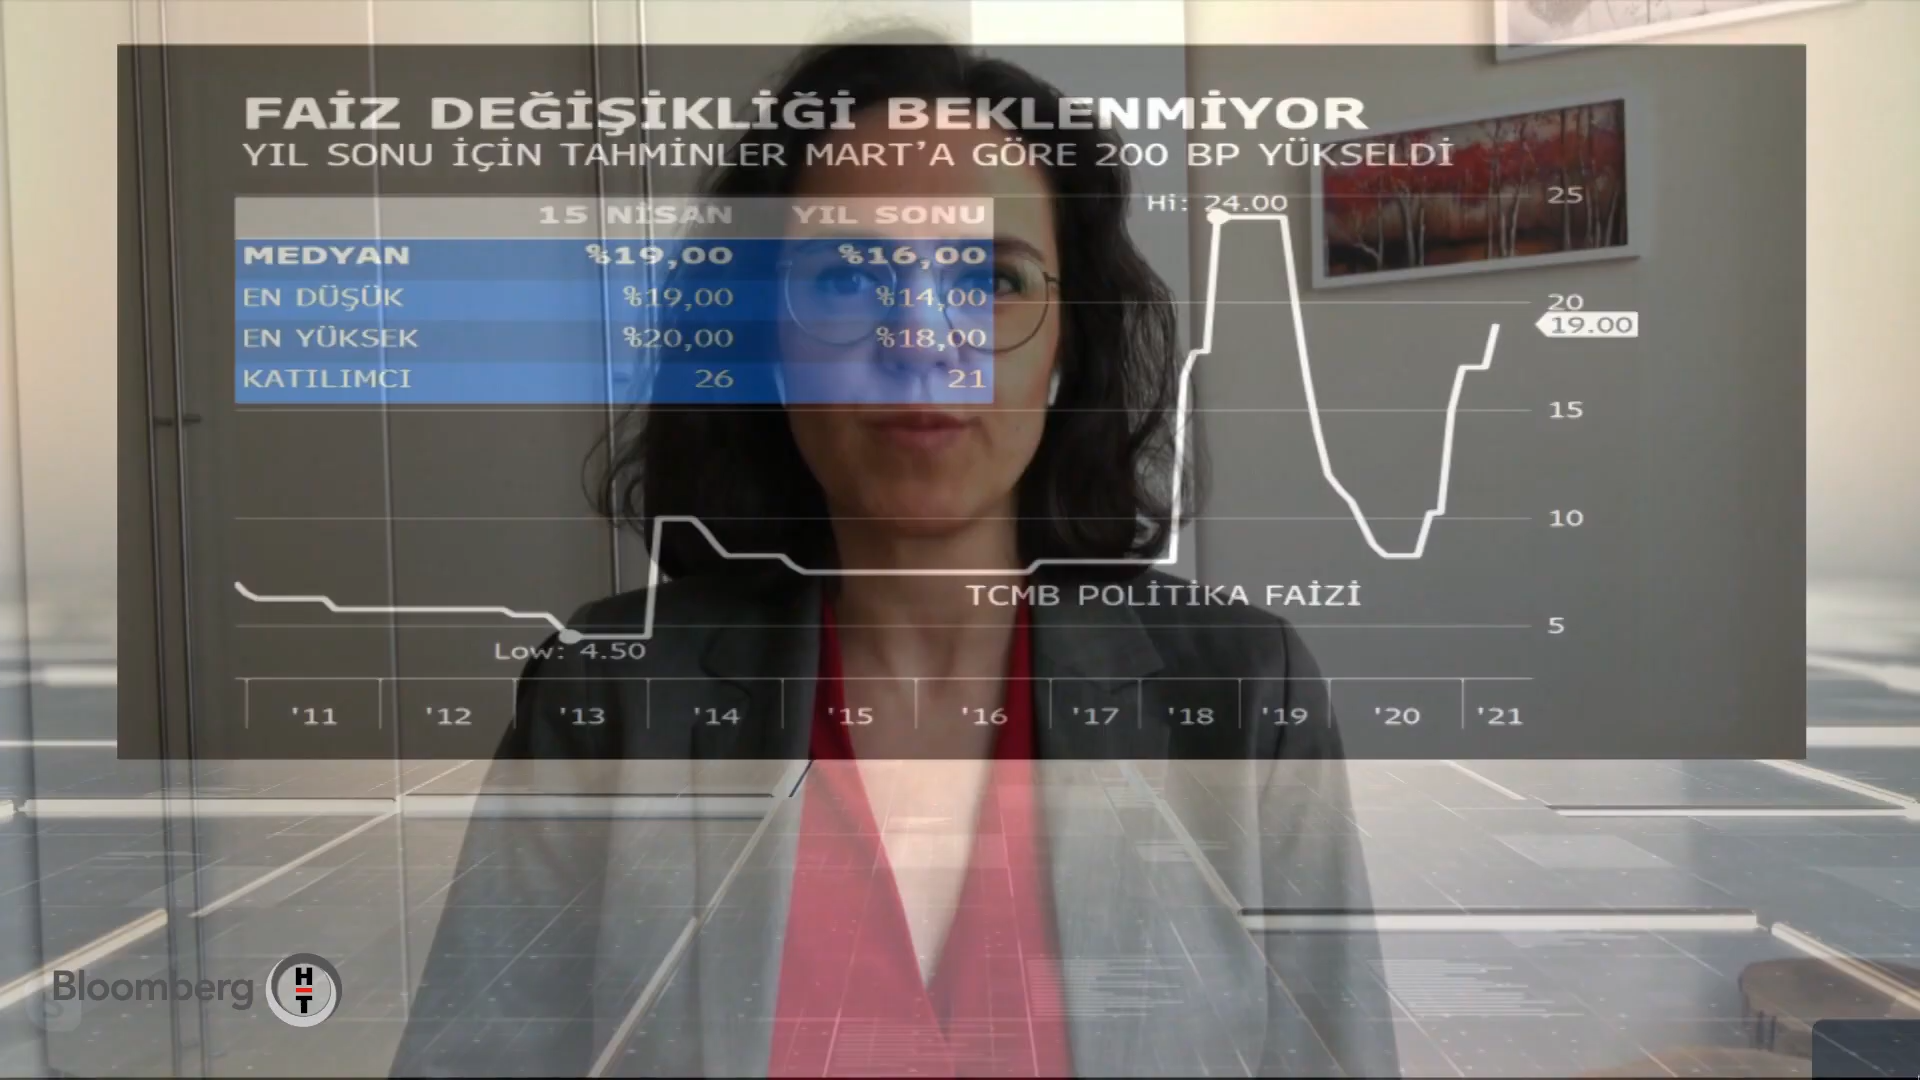 FAİZ DEĞİŞİKLİĞİ BEKLENMİYOR
YIL SONU İÇİN TAHMİNLER MART'A GÖRE 200 BP YÜKSELDİ
15 NİSAN YIL SONU
MEDYAN %19,00 %16,00
EN DÜŞÜK %19,00 %14,00
EN YÜKSEK %20,00 %18,00
KATILIMCI 26 21
Hi: 24.00
25
20
19.00
15
10
5
TCMB POLİTİKA FAİZİ
Low: 4.50
'11 '12 '13 '14 '15 '16 '17 '18 '19 '20 '21
Bloomberg HT